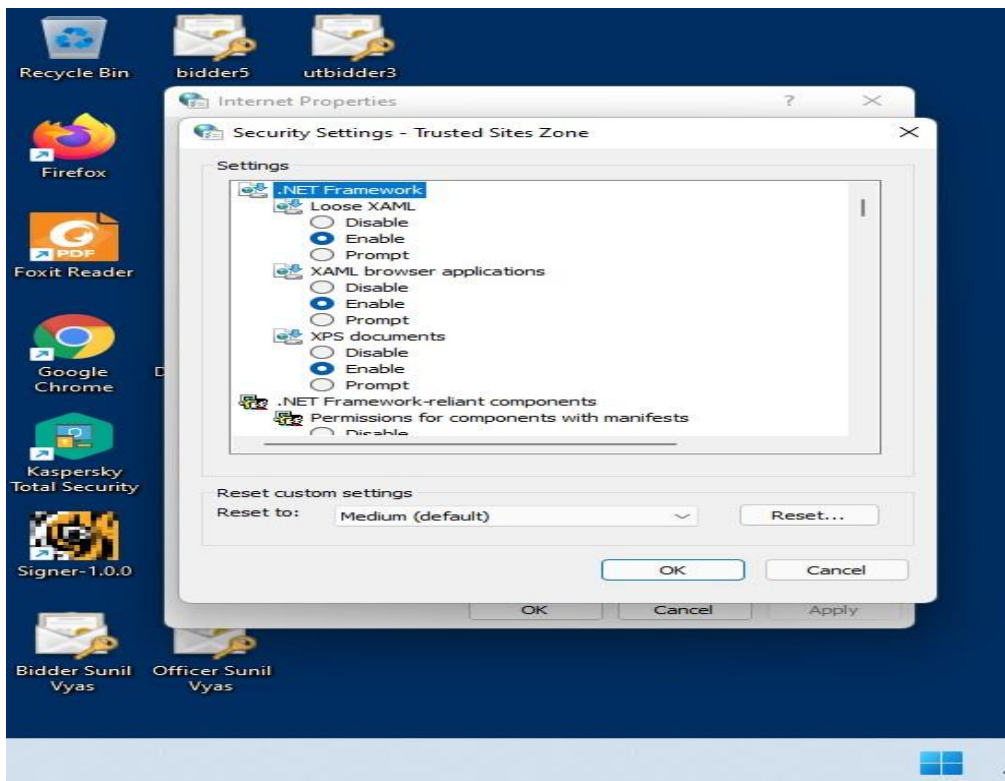 Recycle Bin
bidder5
utbidder3
Internet Properties
?
Security Settings - Trusted Sites Zone
Firefox
Settings
.NET Framework
Loose XAML
Disable
Enable
Prompt
XAML browser applications
Disable
Enable
Prompt
XPS documents
Disable
Enable
Prompt
.NET Framework-reliant components
Permissions for components with manifests
Disable
PDF
Foxit Reader
Google
Chrome
D
Kaspersky
Total Security
Reset custom settings
Reset to:
Medium (default)
Reset...
Signer-1.0.0
OK
Cancel
OK
Cancel
Apply
Bidder Sunil
Vyas
Officer Sunil
Vyas